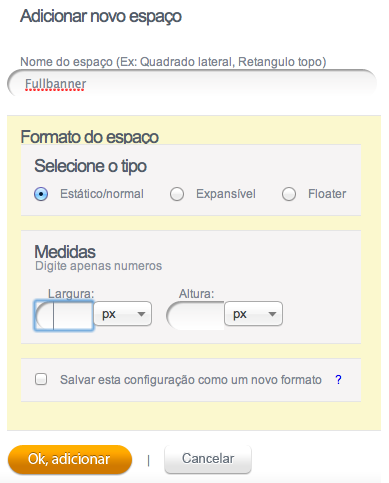 Adicionar novo espaço
Nome do espaço (Ex: Quadrado lateral, Retangulo topo)
Fullbanner
Formato do espaço
Selecione o tipo
Estático/normal Expansível Floater
Medidas
Digite apenas numeros
Largura: Altura:
px px
Salvar esta configuração como um novo formato ?
Ok, adicionar | Cancelar